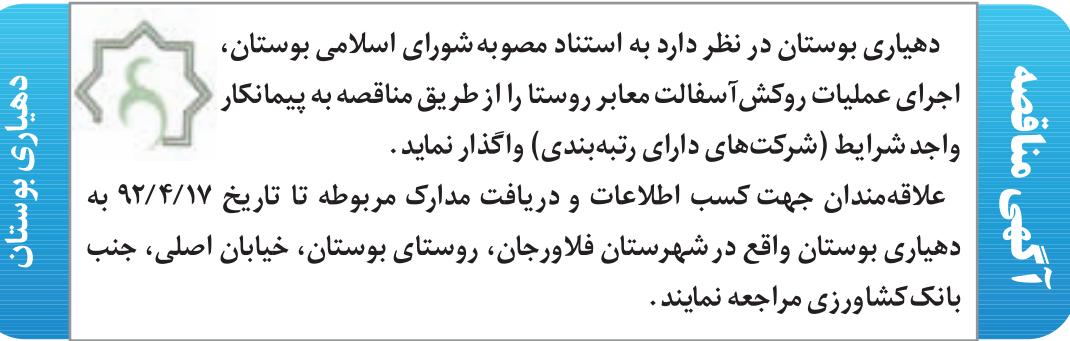 آگهی مناقصه
دهیاری بوستان در نظر دارد به استناد مصوبه شورای اسلامی بوستان،
اجرای عملیات روکش آسفالت معابر روستا را از طریق مناقصه به پیمانکار
واجد شرایط (شرکت‌های دارای رتبه‌بندی) واگذار نماید.
علاقه‌مندان جهت کسب اطلاعات و دریافت مدارک مربوطه تا تاریخ ۹۲/۴/۱۷ به
دهیاری بوستان واقع در شهرستان فلاورجان، روستای بوستان، خیابان اصلی، جنب
بانک کشاورزی مراجعه نمایند.
دهیاری بوستان